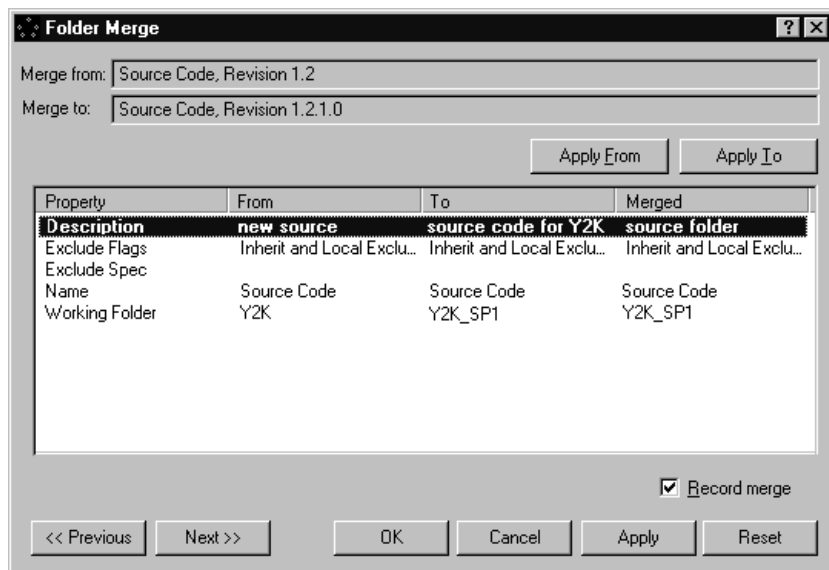 Folder Merge
Merge from: Source Code, Revision 1.2
Merge to: Source Code, Revision 1.2.1.0
Apply From Apply To
Property From To Merged
Description new source source code for Y2K source folder
Exclude Flags Inherit and Local Exclu... Inherit and Local Exclu... Inherit and Local Exclu...
Exclude Spec
Name Source Code Source Code Source Code
Working Folder Y2K Y2K_SP1 Y2K_SP1
Record merge
<< Previous Next >> OK Cancel Apply Reset